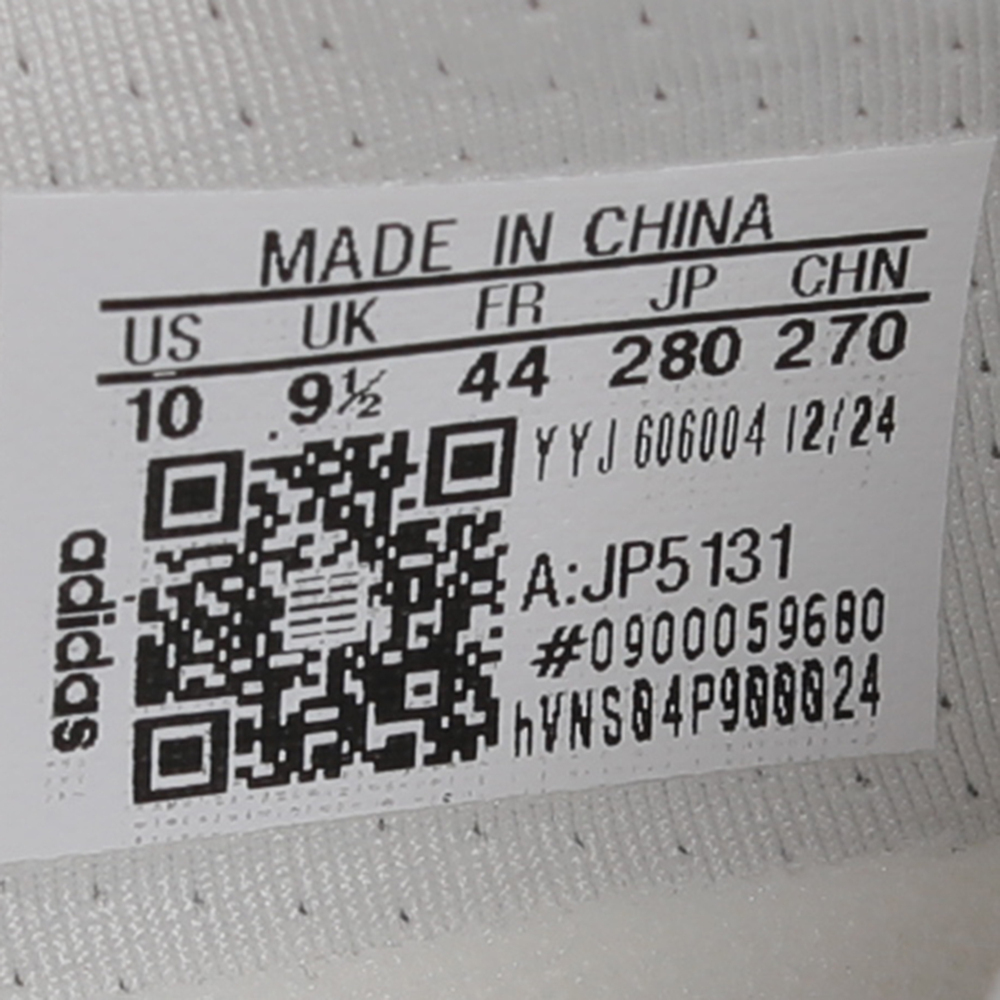 MADE IN CHINA
US UK FR JP CHN
10 9½ 44 280 270
YYJ 606004 12/24
A:JP5131
#0900059680
hVNS04P900024
adidas